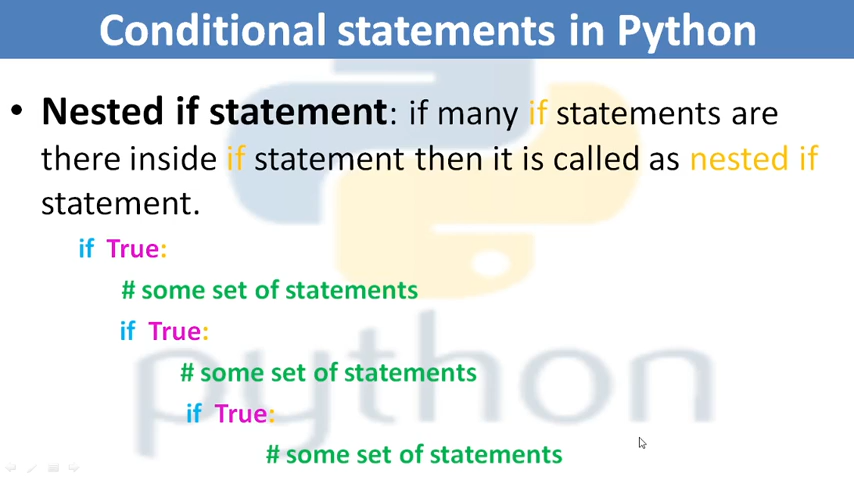 Conditional statements in Python
• Nested if statement: if many if statements are
there inside if statement then it is called as nested if
statement.
if True:
# some set of statements
if True:
# some set of statements
if True:
# some set of statements
python